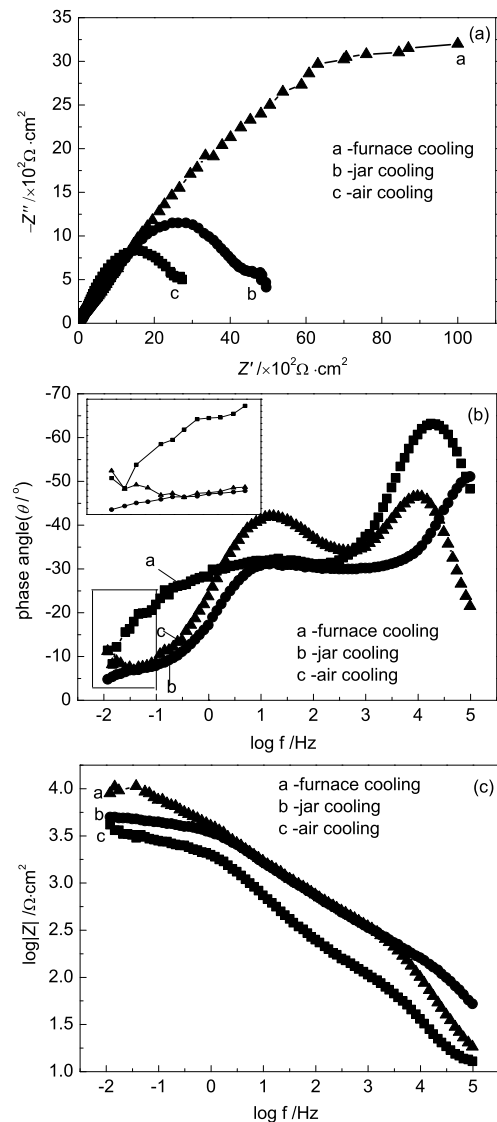 35
(a)
30
a
25
a -furnace cooling
20
b -jar cooling
c -air cooling
15
10
5
c
b
0
0 20 40 60 80 100
–Z'' /×10²Ω ·cm²
Z' /×10²Ω ·cm²
-70
(b)
-60
-50
-40
a
-30
-20
c
a -furnace cooling
b -jar cooling
-10
c -air cooling
b
0
-2 -1 0 1 2 3 4 5
phase angle(θ/°)
log f /Hz
(c)
4.0
a
a -furnace cooling
b -jar cooling
b
3.5
c -air cooling
c
3.0
2.5
2.0
1.5
1.0
-2 -1 0 1 2 3 4 5
log|Z| /Ω·cm²
log f /Hz